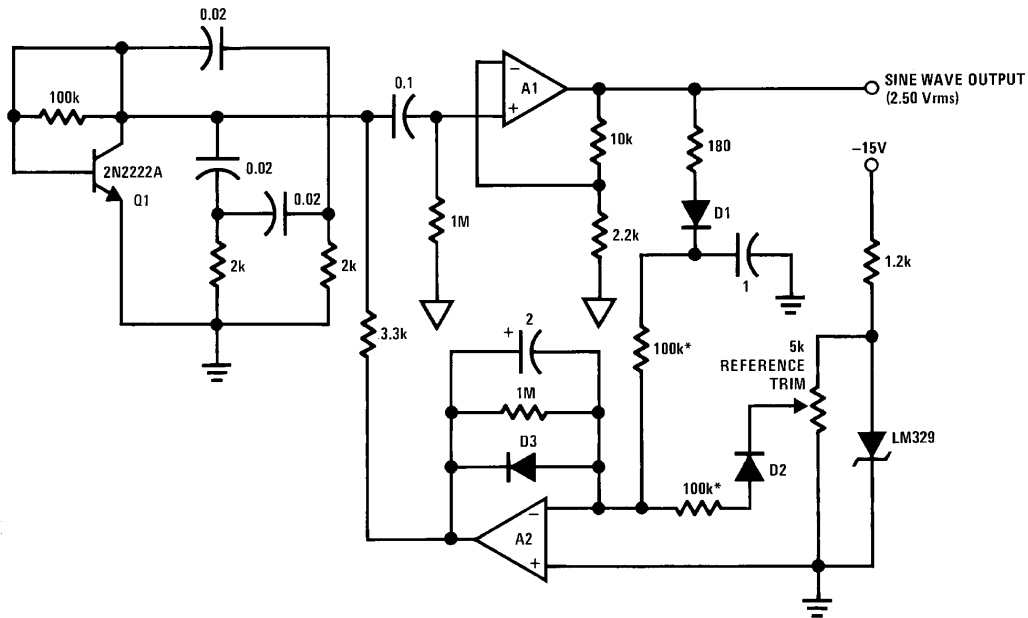 0.02
100k
2N2222A
Q1
0.02
0.02
2k
2k
0.1
1M
3.3k
−
A1
+
10k
2.2k
180
D1
1
SINE WAVE OUTPUT
(2.50 Vrms)
−15V
1.2k
+ 2
1M
D3
100k*
5k
REFERENCE
TRIM
LM329
D2
100k*
−
A2
+